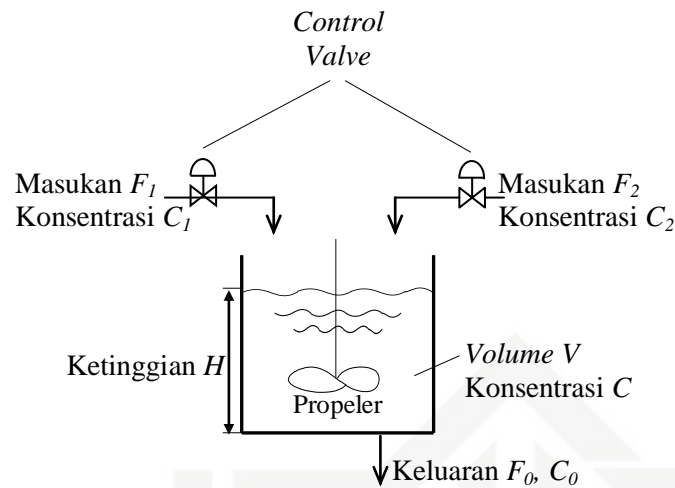 Control
Valve
Masukan F₁
Konsentrasi C₁
Masukan F₂
Konsentrasi C₂
Ketinggian H
Propeler
Volume V
Konsentrasi C
Keluaran F₀, C₀